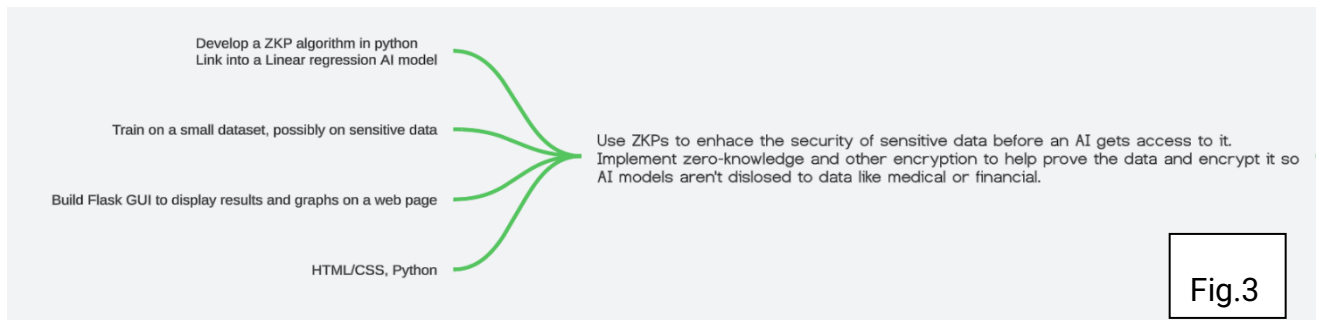 Develop a ZKP algorithm in python
Link into a Linear regression AI model
Train on a small dataset, possibly on sensitive data
Build Flask GUI to display results and graphs on a web page
HTML/CSS, Python
Use ZKPs to enhace the security of sensitive data before an AI gets access to it.
Implement zero-knowledge and other encryption to help prove the data and encrypt it so
AI models aren't dislosed to data like medical or financial.
Fig.3